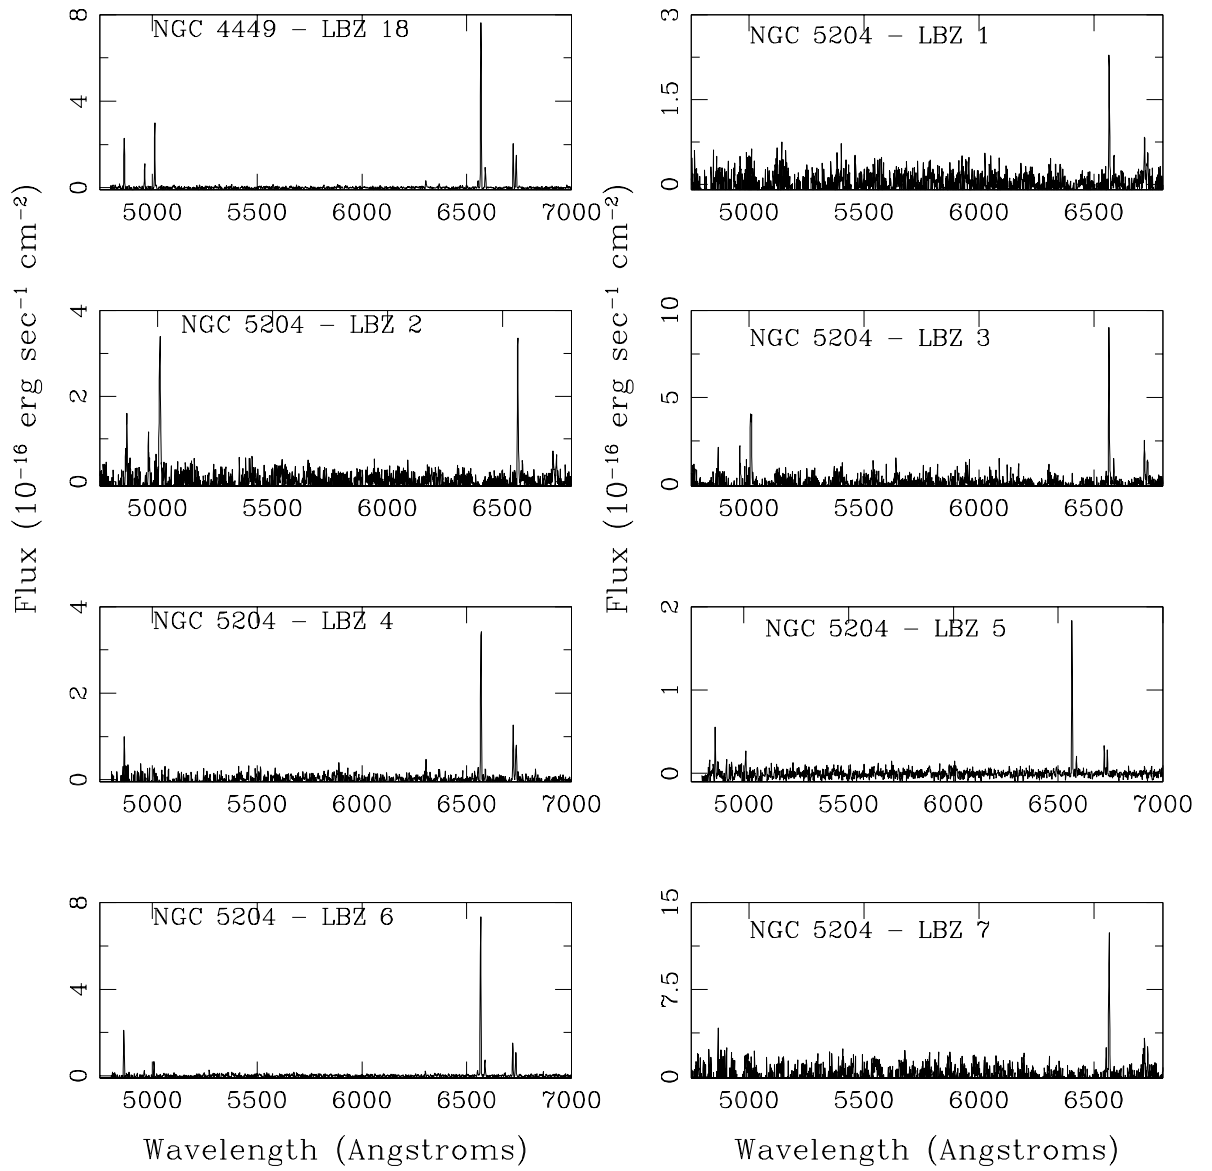 8
NGC 4449 – LBZ 18
4
0
5000 5500 6000 6500 7000
3
NGC 5204 – LBZ 1
1.5
0
5000 5500 6000 6500
4
NGC 5204 – LBZ 2
2
0
5000 5500 6000 6500
10
NGC 5204 – LBZ 3
5
0
5000 5500 6000 6500
Flux (10⁻¹⁶ erg sec⁻¹ cm⁻²)
Flux (10⁻¹⁶ erg sec⁻¹ cm⁻²)
4
NGC 5204 – LBZ 4
2
0
5000 5500 6000 6500 7000
2
NGC 5204 – LBZ 5
1
0
5000 5500 6000 6500 7000
8
NGC 5204 – LBZ 6
4
0
5000 5500 6000 6500 7000
15
NGC 5204 – LBZ 7
7.5
0
5000 5500 6000 6500
Wavelength (Angstroms)
Wavelength (Angstroms)